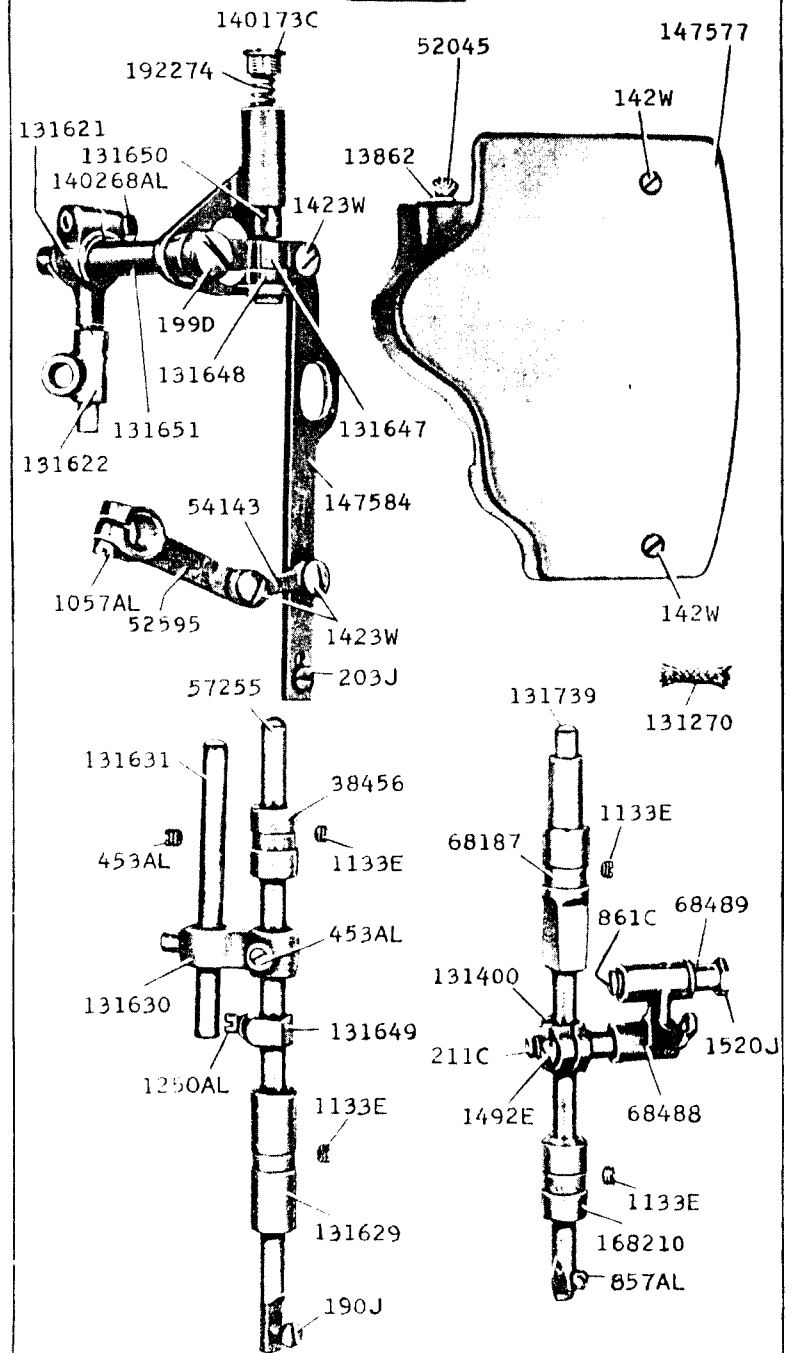 140173C
52045
147577
192274
142W
131621
131650
13862
140268AL
1423W
199D
131648
131651
131647
131622
147584
54143
1057AL
52595
1423W
142W
203J
57255
131739
131270
131631
38456
1133E
453AL
1133E
68187
861C
68489
453AL
131630
131400
131649
211C
1520J
1250AL
1492E
68488
1133E
1133E
131629
168210
857AL
190J